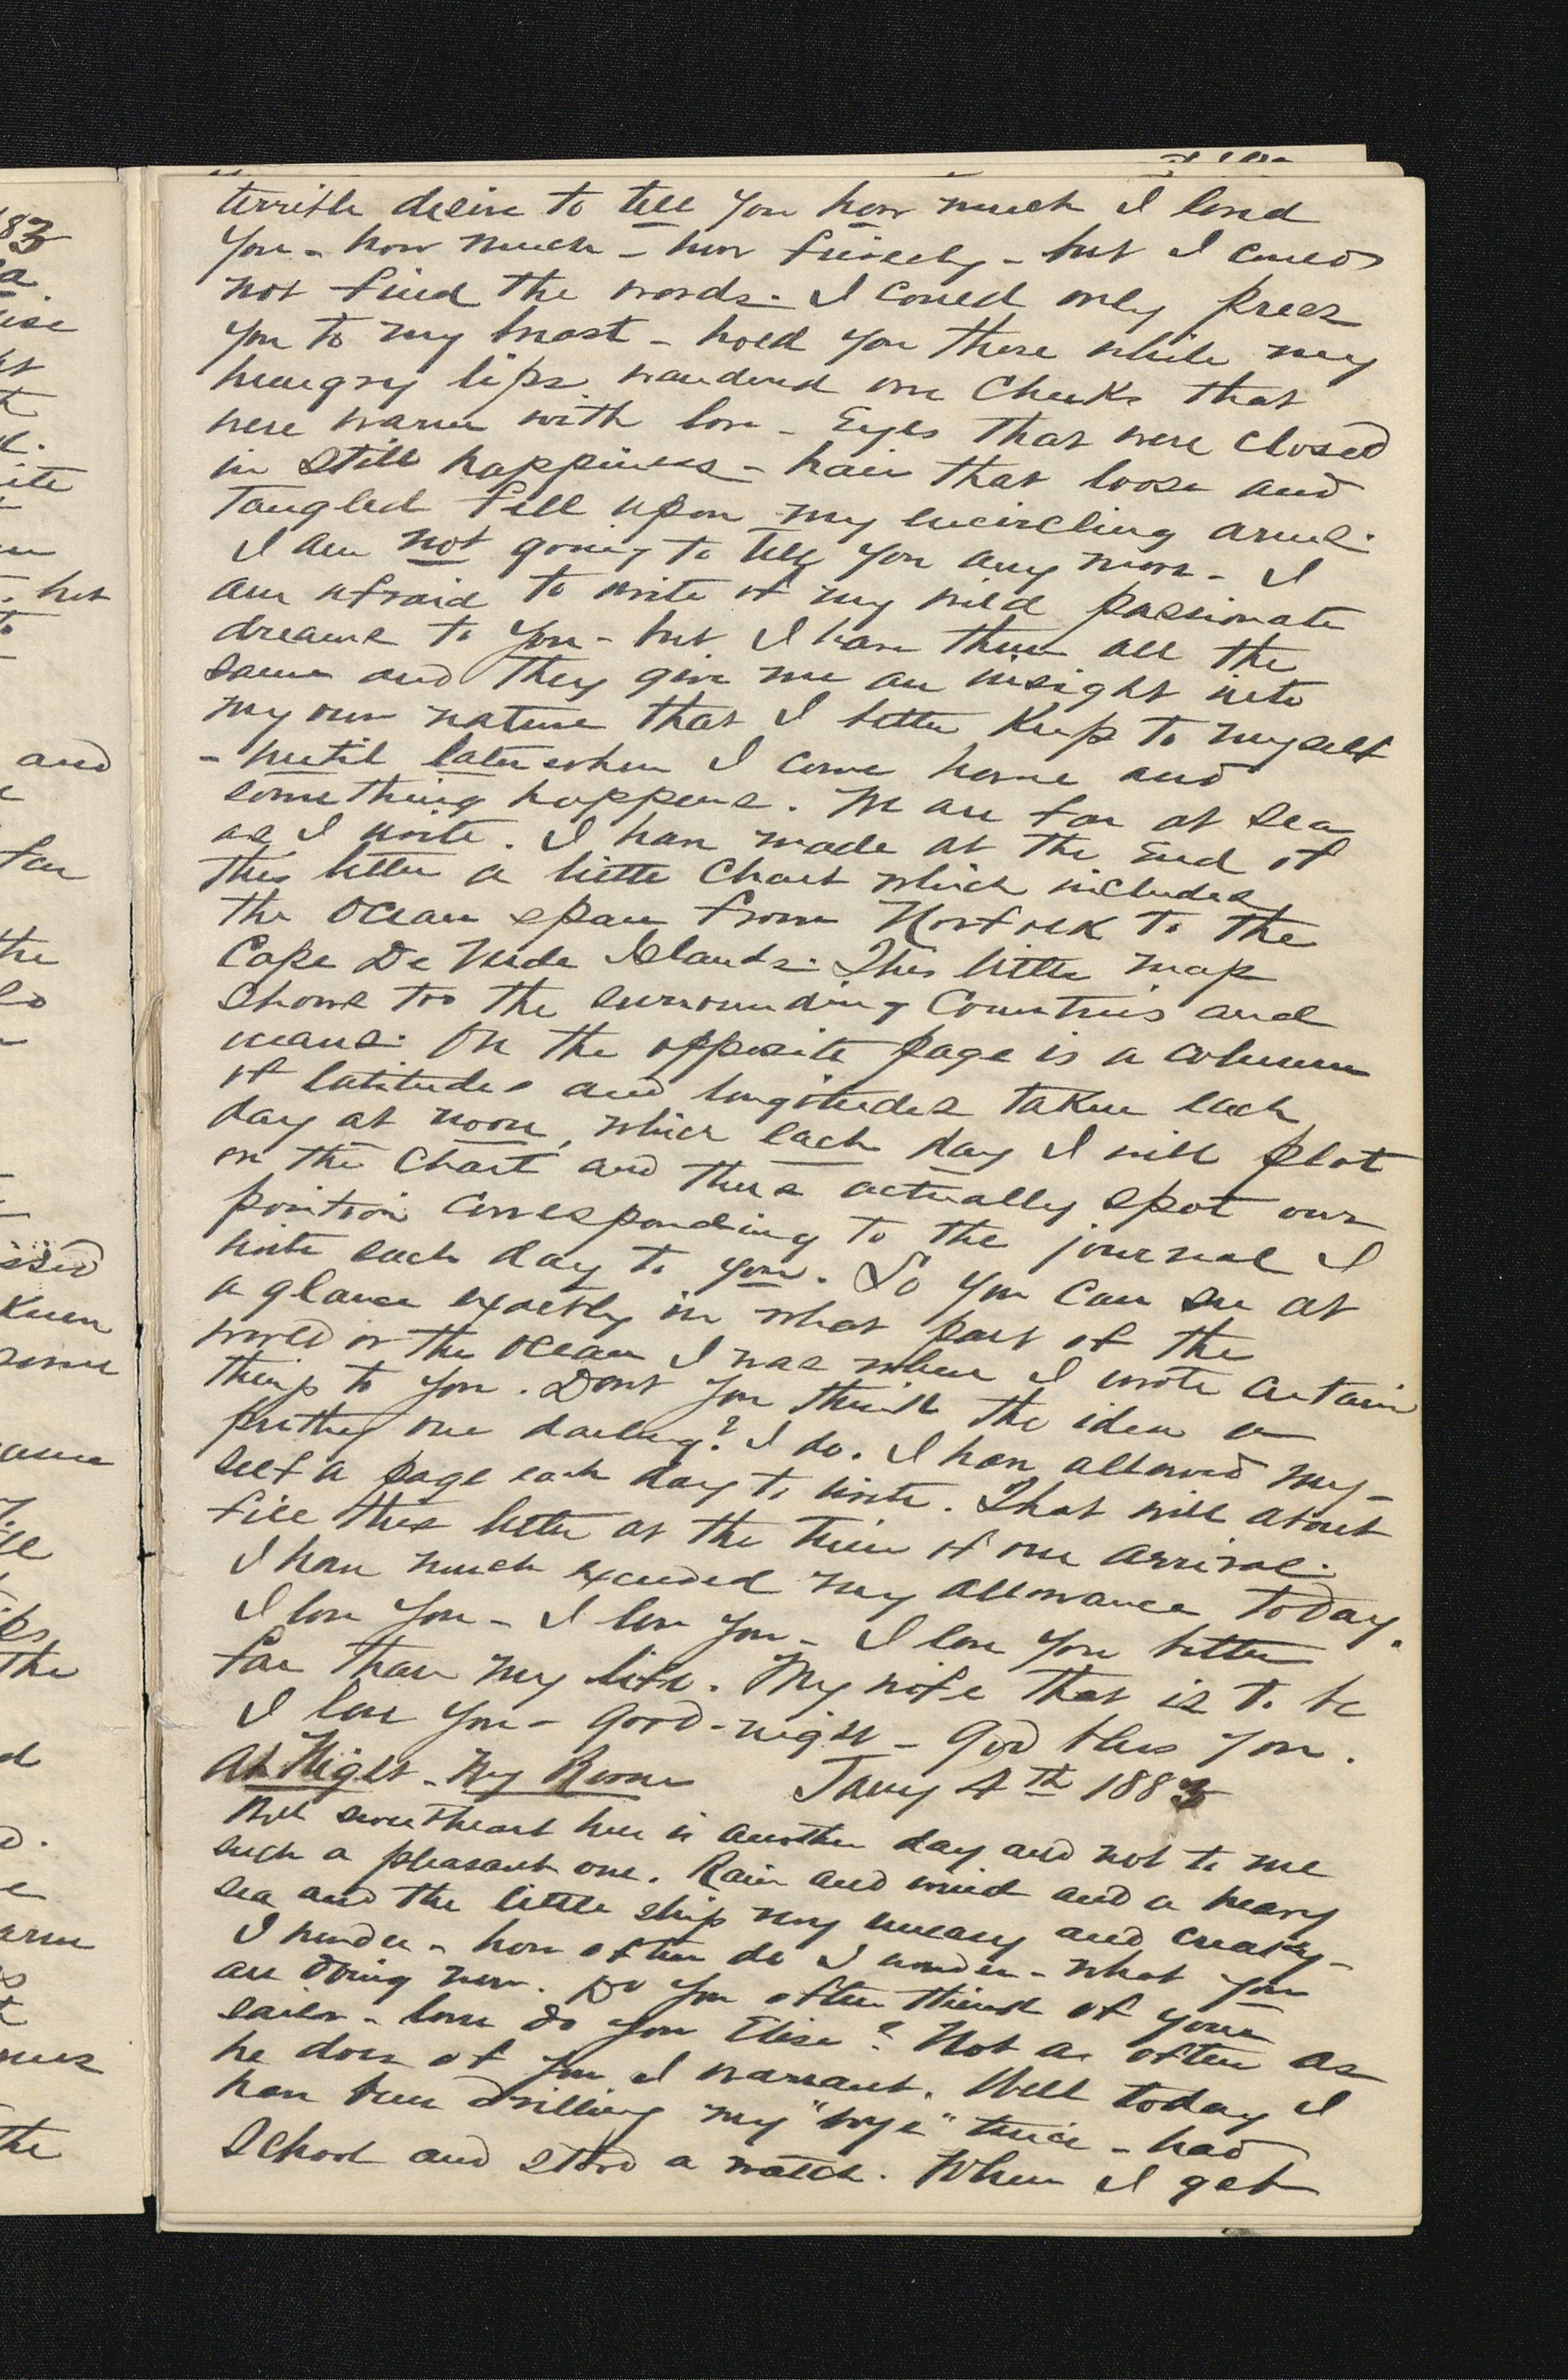 terrible desire to tell you how much I loved
you - how much - how fiercely - but I could
not find the words. I could only press
you to my breast - hold you there while my
hungry lips wandered over cheeks that
were warm with love - Eyes that were closed
in still happiness - hair that loose and
tangled fell upon my encircling arms.
I am not going to tell you any more - I
am afraid to write of my wild passionate
dreams to you - but I have them all the
same and they give me an insight into
my own nature that I better keep to myself
- until later when I come home and
something happens. We are far at sea
as I write. I have made at the End of
this letter a little Chart which includes
the Ocean span from Norfolk to the
Cape De Verde Islands. This little map
shows too the surrounding Countries and
oceans. On the opposite page is a column
of latitudes and longitudes taken each
day at noon, which each day I will plot
on the Chart and thus actually spot our
position corresponding to the journal I
write each day to you. So you can see at
a glance exactly in what part of the
world or the Ocean I was when I wrote certain
things to you. Dont you think the idea a
pretty one darling? I do. I have allowed my-
self a page each day to write. That will about
fill this letter at the time of our arrival.
I have much exceeded my allowance today.
I love you - I love you - I love you better
far than my life. My wife that is to be
I love you - good-night - God bless you.
At Night - My Room Jany 4th 1883
Well sweetheart here is another day and not to me
such a pleasant one. Rain and wind and a heavy
sea and the little ship very uneasy and creaky -
I wonder - how often do I wonder - what you
are doing now. Do you often think of your
sailor - love do you Elise? Not as often as
he does of you I warrant. Well today I
have been drilling my "boys" twice - had
School and stood a watch. When I get